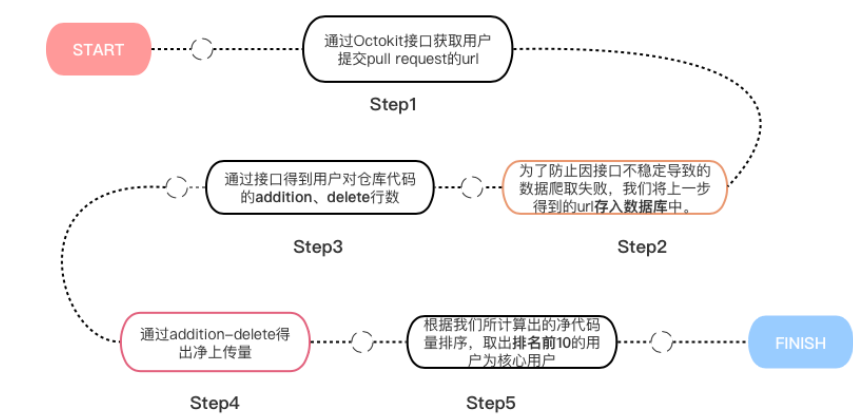 START
通过Octokit接口获取用户
提交pull request的url
Step1
为了防止因接口不稳定导致的
数据爬取失败，我们将上一步
得到的url存入数据库中。
Step2
通过接口得到用户对仓库代码
的addition、delete行数
Step3
通过addition-delete得
出净上传量
Step4
根据我们所计算出的净代码
量排序，取出排名前10的用
户为核心用户
Step5
FINISH